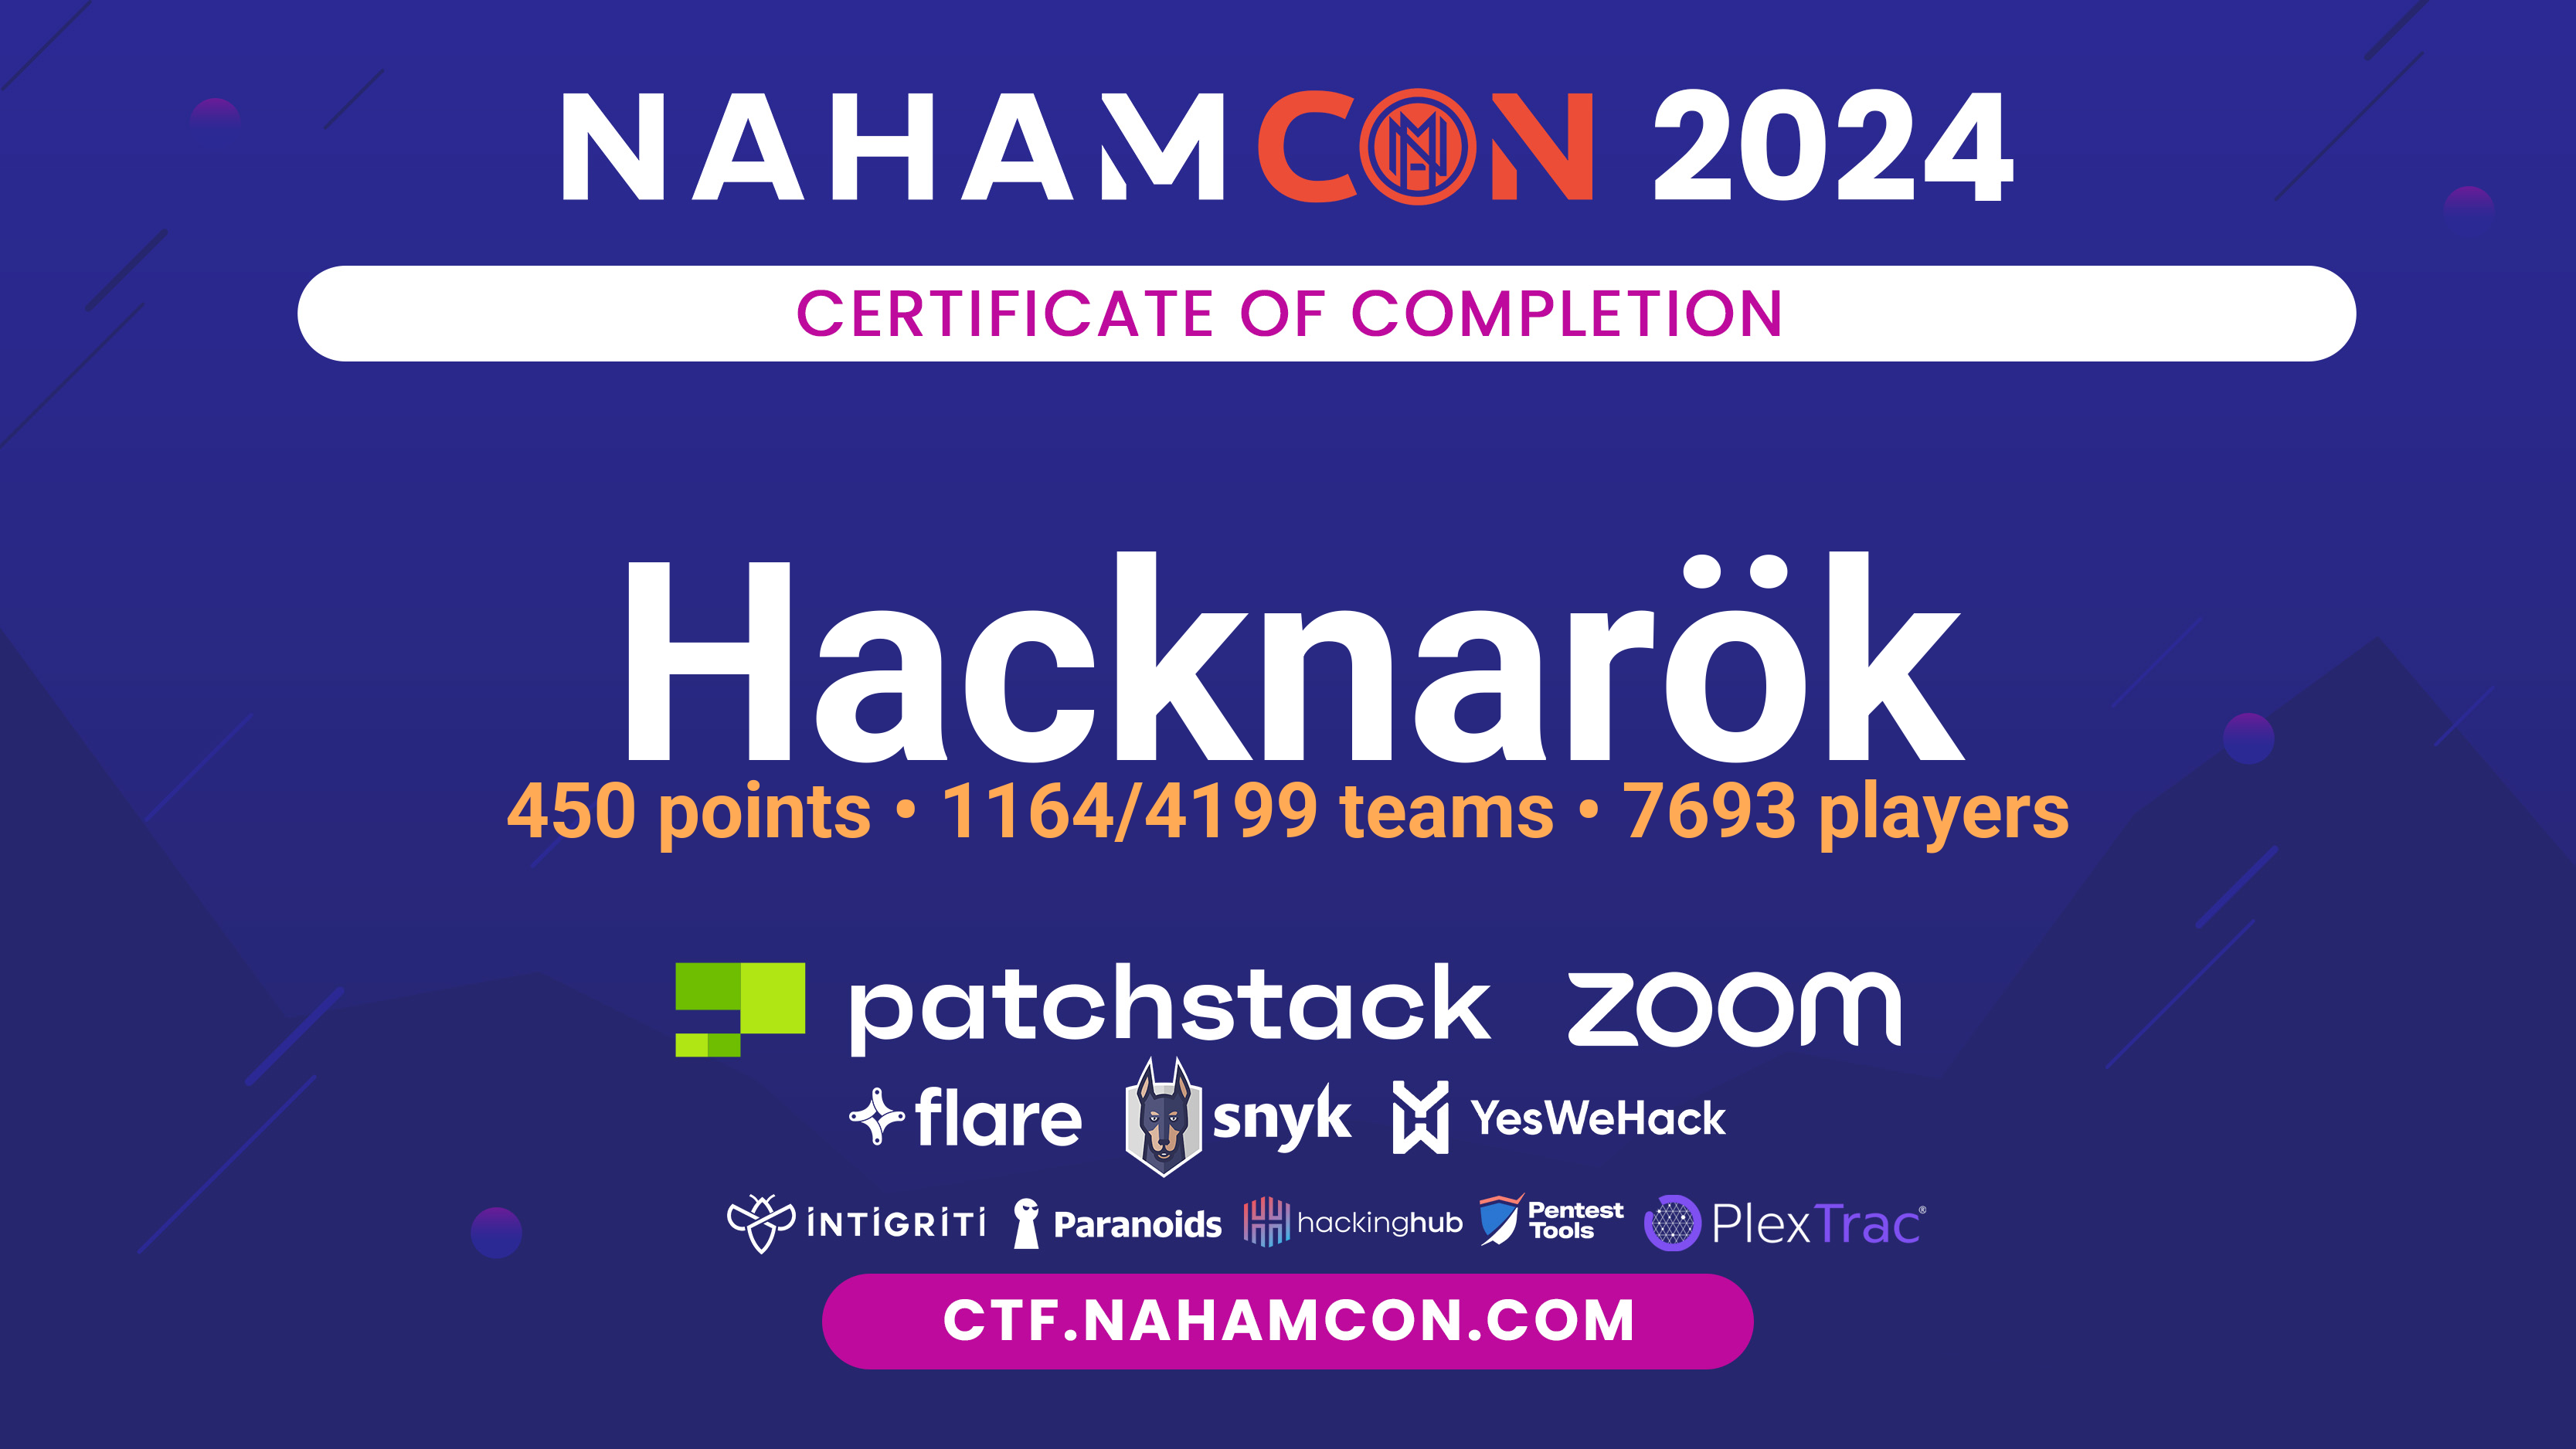 NAHAMCON 2024
CERTIFICATE OF COMPLETION
Hacknarök
450 points • 1164/4199 teams • 7693 players
patchstack zoom
flare snyk YesWeHack
INTIGRITI Paranoids hackinghub Pentest Tools PlexTrac®
CTF.NAHAMCON.COM